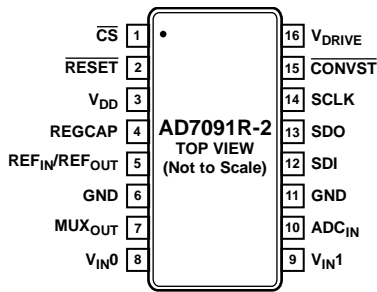 CS 1 16 VDRIVE
RESET 2 15 CONVST
VDD 3 14 SCLK
REGCAP 4 AD7091R-2 13 SDO
TOP VIEW
REFIN/REFOUT 5 (Not to Scale) 12 SDI
GND 6 11 GND
MUXOUT 7 10 ADCIN
VIN0 8 9 VIN1